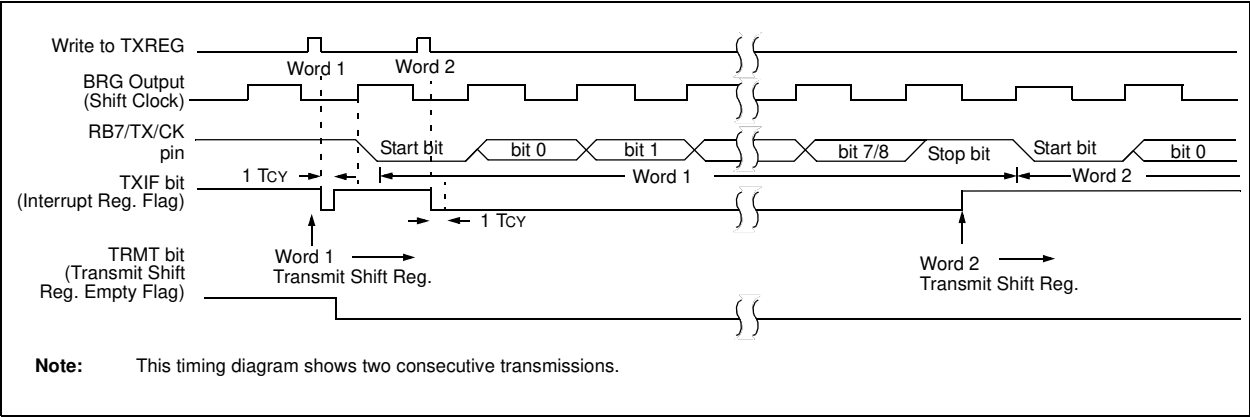 Write to TXREG
Word 1
Word 2
BRG Output
(Shift Clock)
RB7/TX/CK
pin
Start bit
bit 0
bit 1
bit 7/8
Stop bit
Start bit
bit 0
1 TCY
Word 1
Word 2
TXIF bit
(Interrupt Reg. Flag)
1 TCY
Word 1
Transmit Shift Reg.
Word 2
Transmit Shift Reg.
TRMT bit
(Transmit Shift
Reg. Empty Flag)
Note: This timing diagram shows two consecutive transmissions.